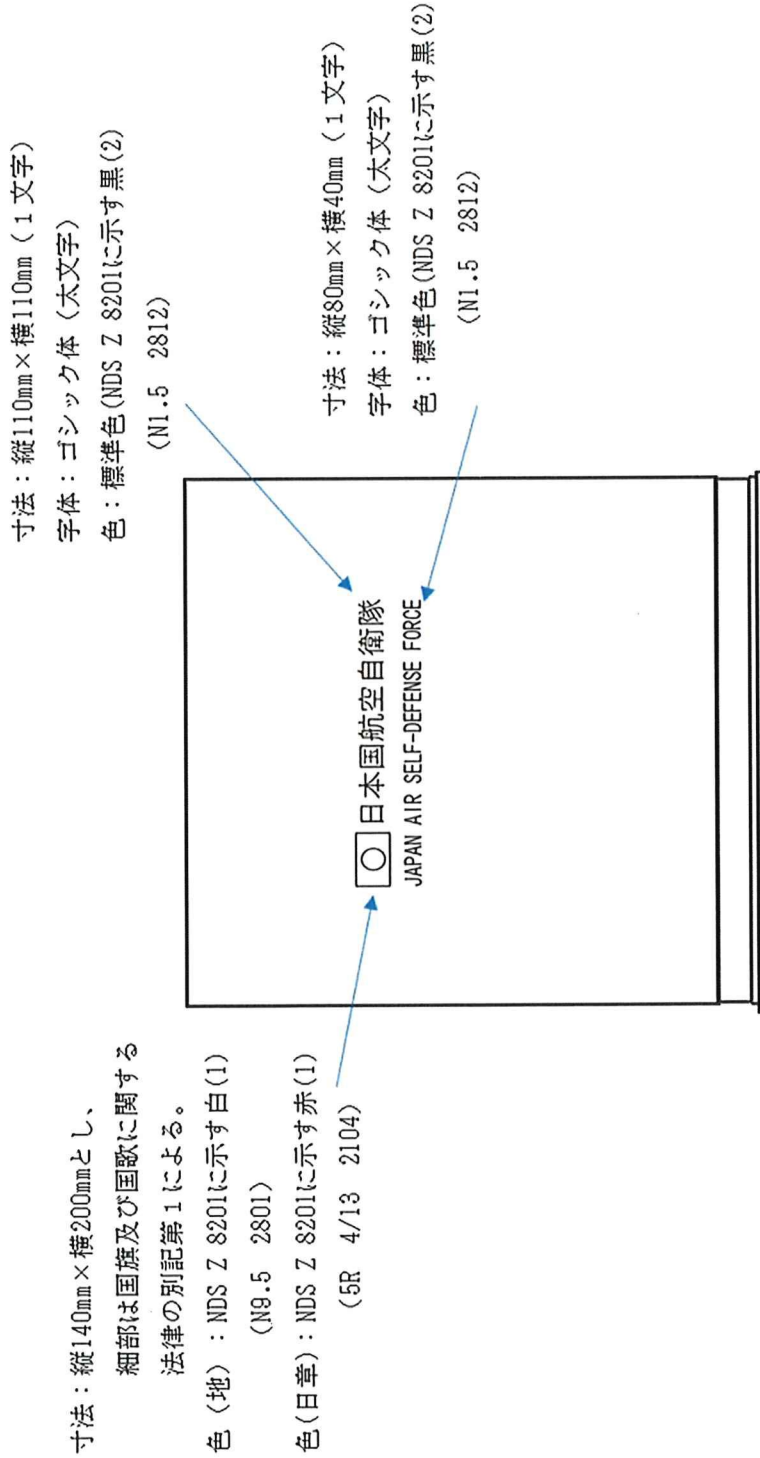 寸法：縦110mm×横110mm（１文字）
字体：ゴシック体（太文字）
色：標準色(NDS Z 8201に示す黒(2)
(N1.5 2812)
寸法：縦80mm×横40mm（１文字）
字体：ゴシック体（太文字）
色：標準色(NDS Z 8201に示す黒(2)
(N1.5 2812)
日本国航空自衛隊
JAPAN AIR SELF-DEFENSE FORCE
寸法：縦140mm×横200mmとし、
細部は国旗及び国歌に関する
法律の別記第１による。
色（地）：NDS Z 8201に示す白(1)
(N9.5 2801)
色(日章)：NDS Z 8201に示す赤(1)
(5R 4/13 2104)